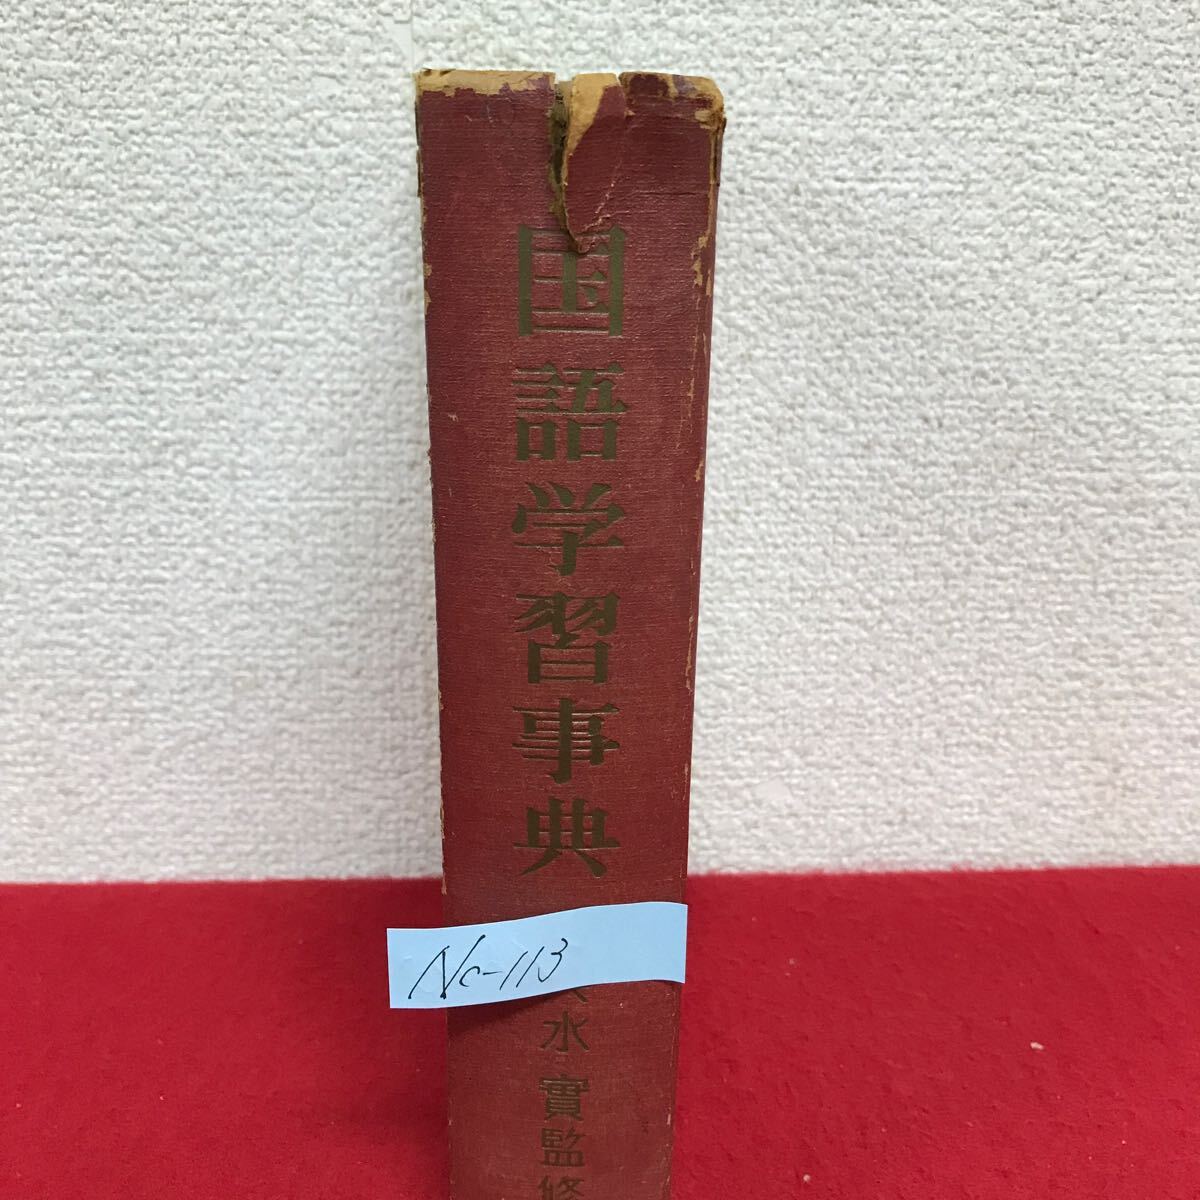 国語学習事典
Nc-113
水 實監修